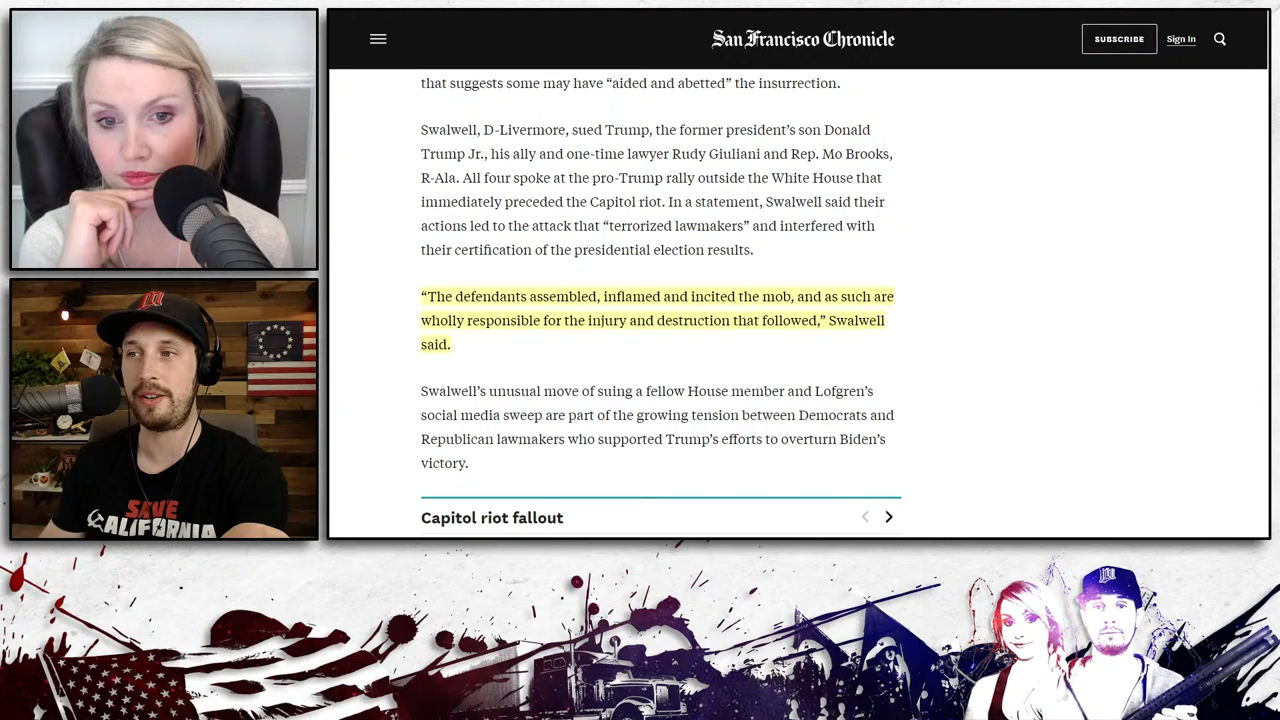 San Francisco Chronicle
SUBSCRIBE
Sign In
that suggests some may have “aided and abetted” the insurrection.
Swalwell, D-Livermore, sued Trump, the former president’s son Donald
Trump Jr., his ally and one-time lawyer Rudy Giuliani and Rep. Mo Brooks,
R-Ala. All four spoke at the pro-Trump rally outside the White House that
immediately preceded the Capitol riot. In a statement, Swalwell said their
actions led to the attack that “terrorized lawmakers” and interfered with
their certification of the presidential election results.
“The defendants assembled, inflamed and incited the mob, and as such are
wholly responsible for the injury and destruction that followed,” Swalwell
said.
Swalwell’s unusual move of suing a fellow House member and Lofgren’s
social media sweep are part of the growing tension between Democrats and
Republican lawmakers who supported Trump’s efforts to overturn Biden’s
victory.
Capitol riot fallout
SAVE
CALIFORNIA